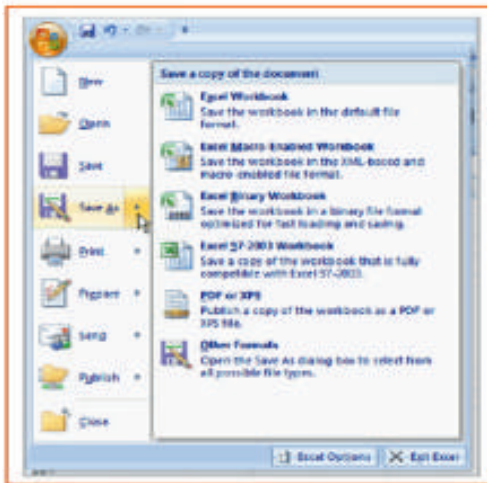 New
Open
Save
Save As
Print
Prepare
Send
Publish
Close
Save a copy of the document
Excel Workbook
Save the workbook in the default file
format.
Excel Macro-Enabled Workbook
Save the workbook in the XML-based and
macro-enabled file format.
Excel Binary Workbook
Save the workbook in a binary file format
optimized for fast loading and saving.
Excel 97-2003 Workbook
Save a copy of the workbook that is fully
compatible with Excel 97-2003.
PDF or XPS
Publish a copy of the workbook as a PDF or
XPS file.
Other Formats
Open the Save As dialog box to select from
all possible file types.
Excel Options
Exit Excel